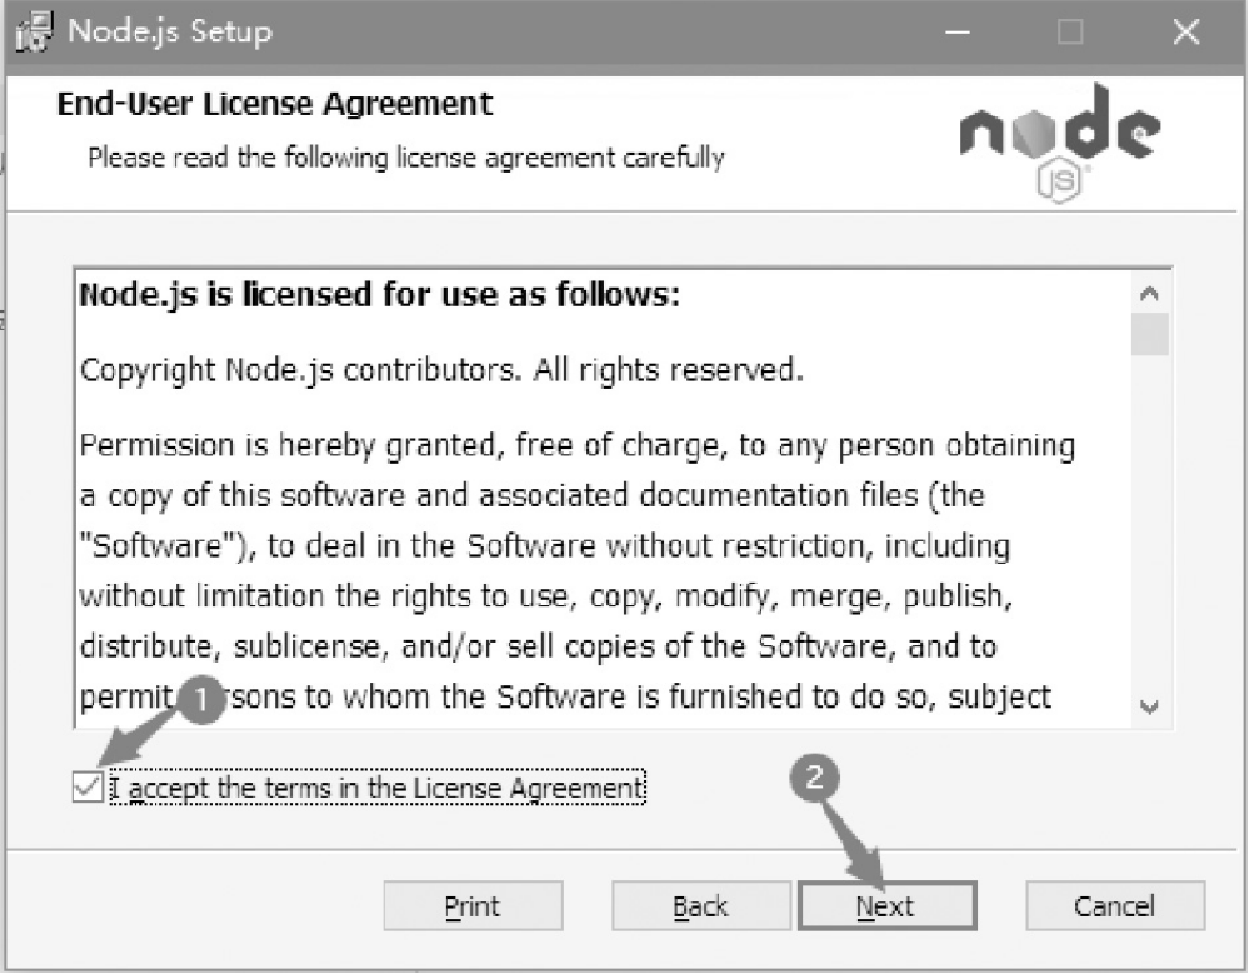 Node.js Setup
End-User License Agreement
Please read the following license agreement carefully
node
JS
Node.js is licensed for use as follows:
Copyright Node.js contributors. All rights reserved.
Permission is hereby granted, free of charge, to any person obtaining
a copy of this software and associated documentation files (the
"Software"), to deal in the Software without restriction, including
without limitation the rights to use, copy, modify, merge, publish,
distribute, sublicense, and/or sell copies of the Software, and to
permit rsons to whom the Software is furnished to do so, subject
1
I accept the terms in the License Agreement
2
Print
Back
Next
Cancel